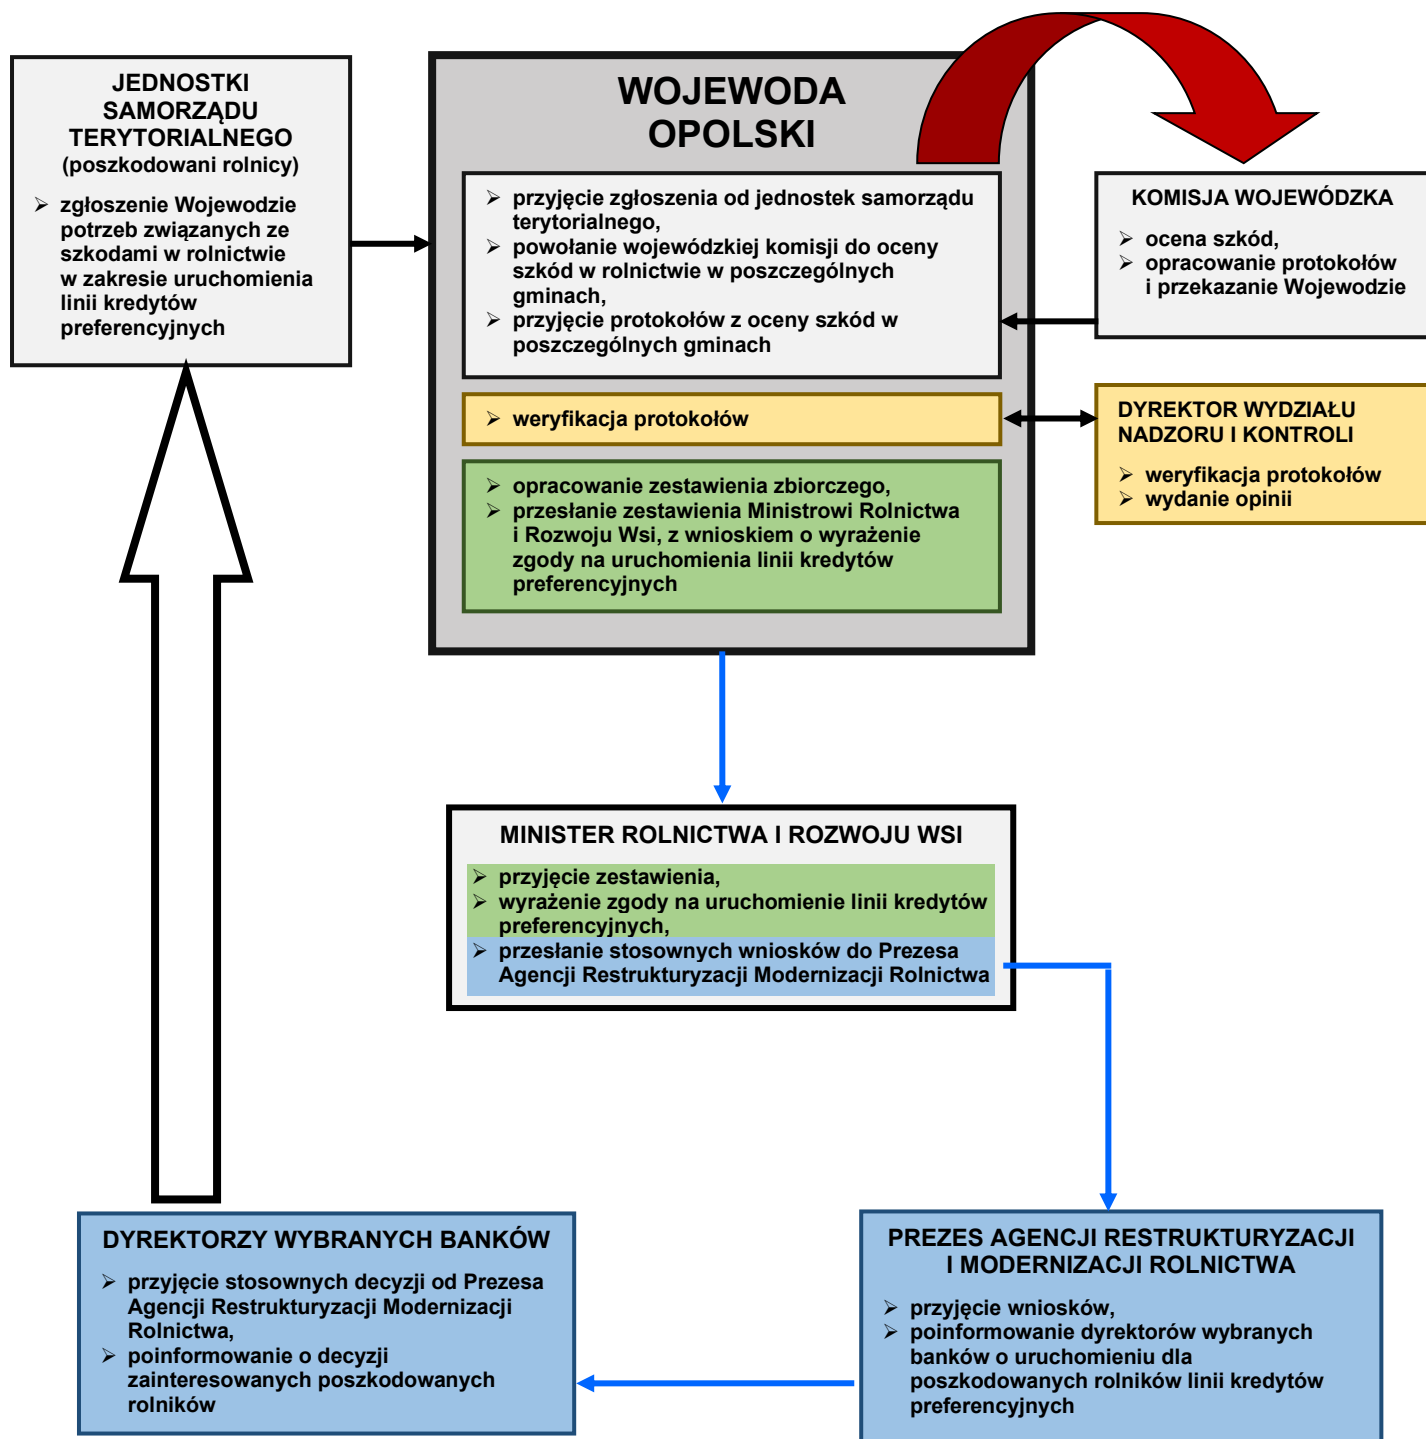 JEDNOSTKI
SAMORZĄDU
TERYTORIALNEGO
(poszkodowani rolnicy)
➢ zgłoszenie Wojewodzie
potrzeb związanych ze
szkodami w rolnictwie
w zakresie uruchomienia
linii kredytów
preferencyjnych
WOJEWODA
OPOLSKI
➢ przyjęcie zgłoszenia od jednostek samorządu
terytorialnego,
➢ powołanie wojewódzkiej komisji do oceny
szkód w rolnictwie w poszczególnych
gminach,
➢ przyjęcie protokołów z oceny szkód w
poszczególnych gminach
➢ weryfikacja protokołów
➢ opracowanie zestawienia zbiorczego,
➢ przesłanie zestawienia Ministrowi Rolnictwa
i Rozwoju Wsi, z wnioskiem o wyrażenie
zgody na uruchomienia linii kredytów
preferencyjnych
KOMISJA WOJEWÓDZKA
➢ ocena szkód,
➢ opracowanie protokołów
i przekazanie Wojewodzie
DYREKTOR WYDZIAŁU
NADZORU I KONTROLI
➢ weryfikacja protokołów
➢ wydanie opinii
MINISTER ROLNICTWA I ROZWOJU WSI
➢ przyjęcie zestawienia,
➢ wyrażenie zgody na uruchomienie linii kredytów
preferencyjnych,
➢ przesłanie stosownych wniosków do Prezesa
Agencji Restrukturyzacji Modernizacji Rolnictwa
PREZES AGENCJI RESTRUKTURYZACJI
I MODERNIZACJI ROLNICTWA
➢ przyjęcie wniosków,
➢ poinformowanie dyrektorów wybranych
banków o uruchomieniu dla
poszkodowanych rolników linii kredytów
preferencyjnych
DYREKTORZY WYBRANYCH BANKÓW
➢ przyjęcie stosownych decyzji od Prezesa
Agencji Restrukturyzacji Modernizacji
Rolnictwa,
➢ poinformowanie o decyzji
zainteresowanych poszkodowanych
rolników